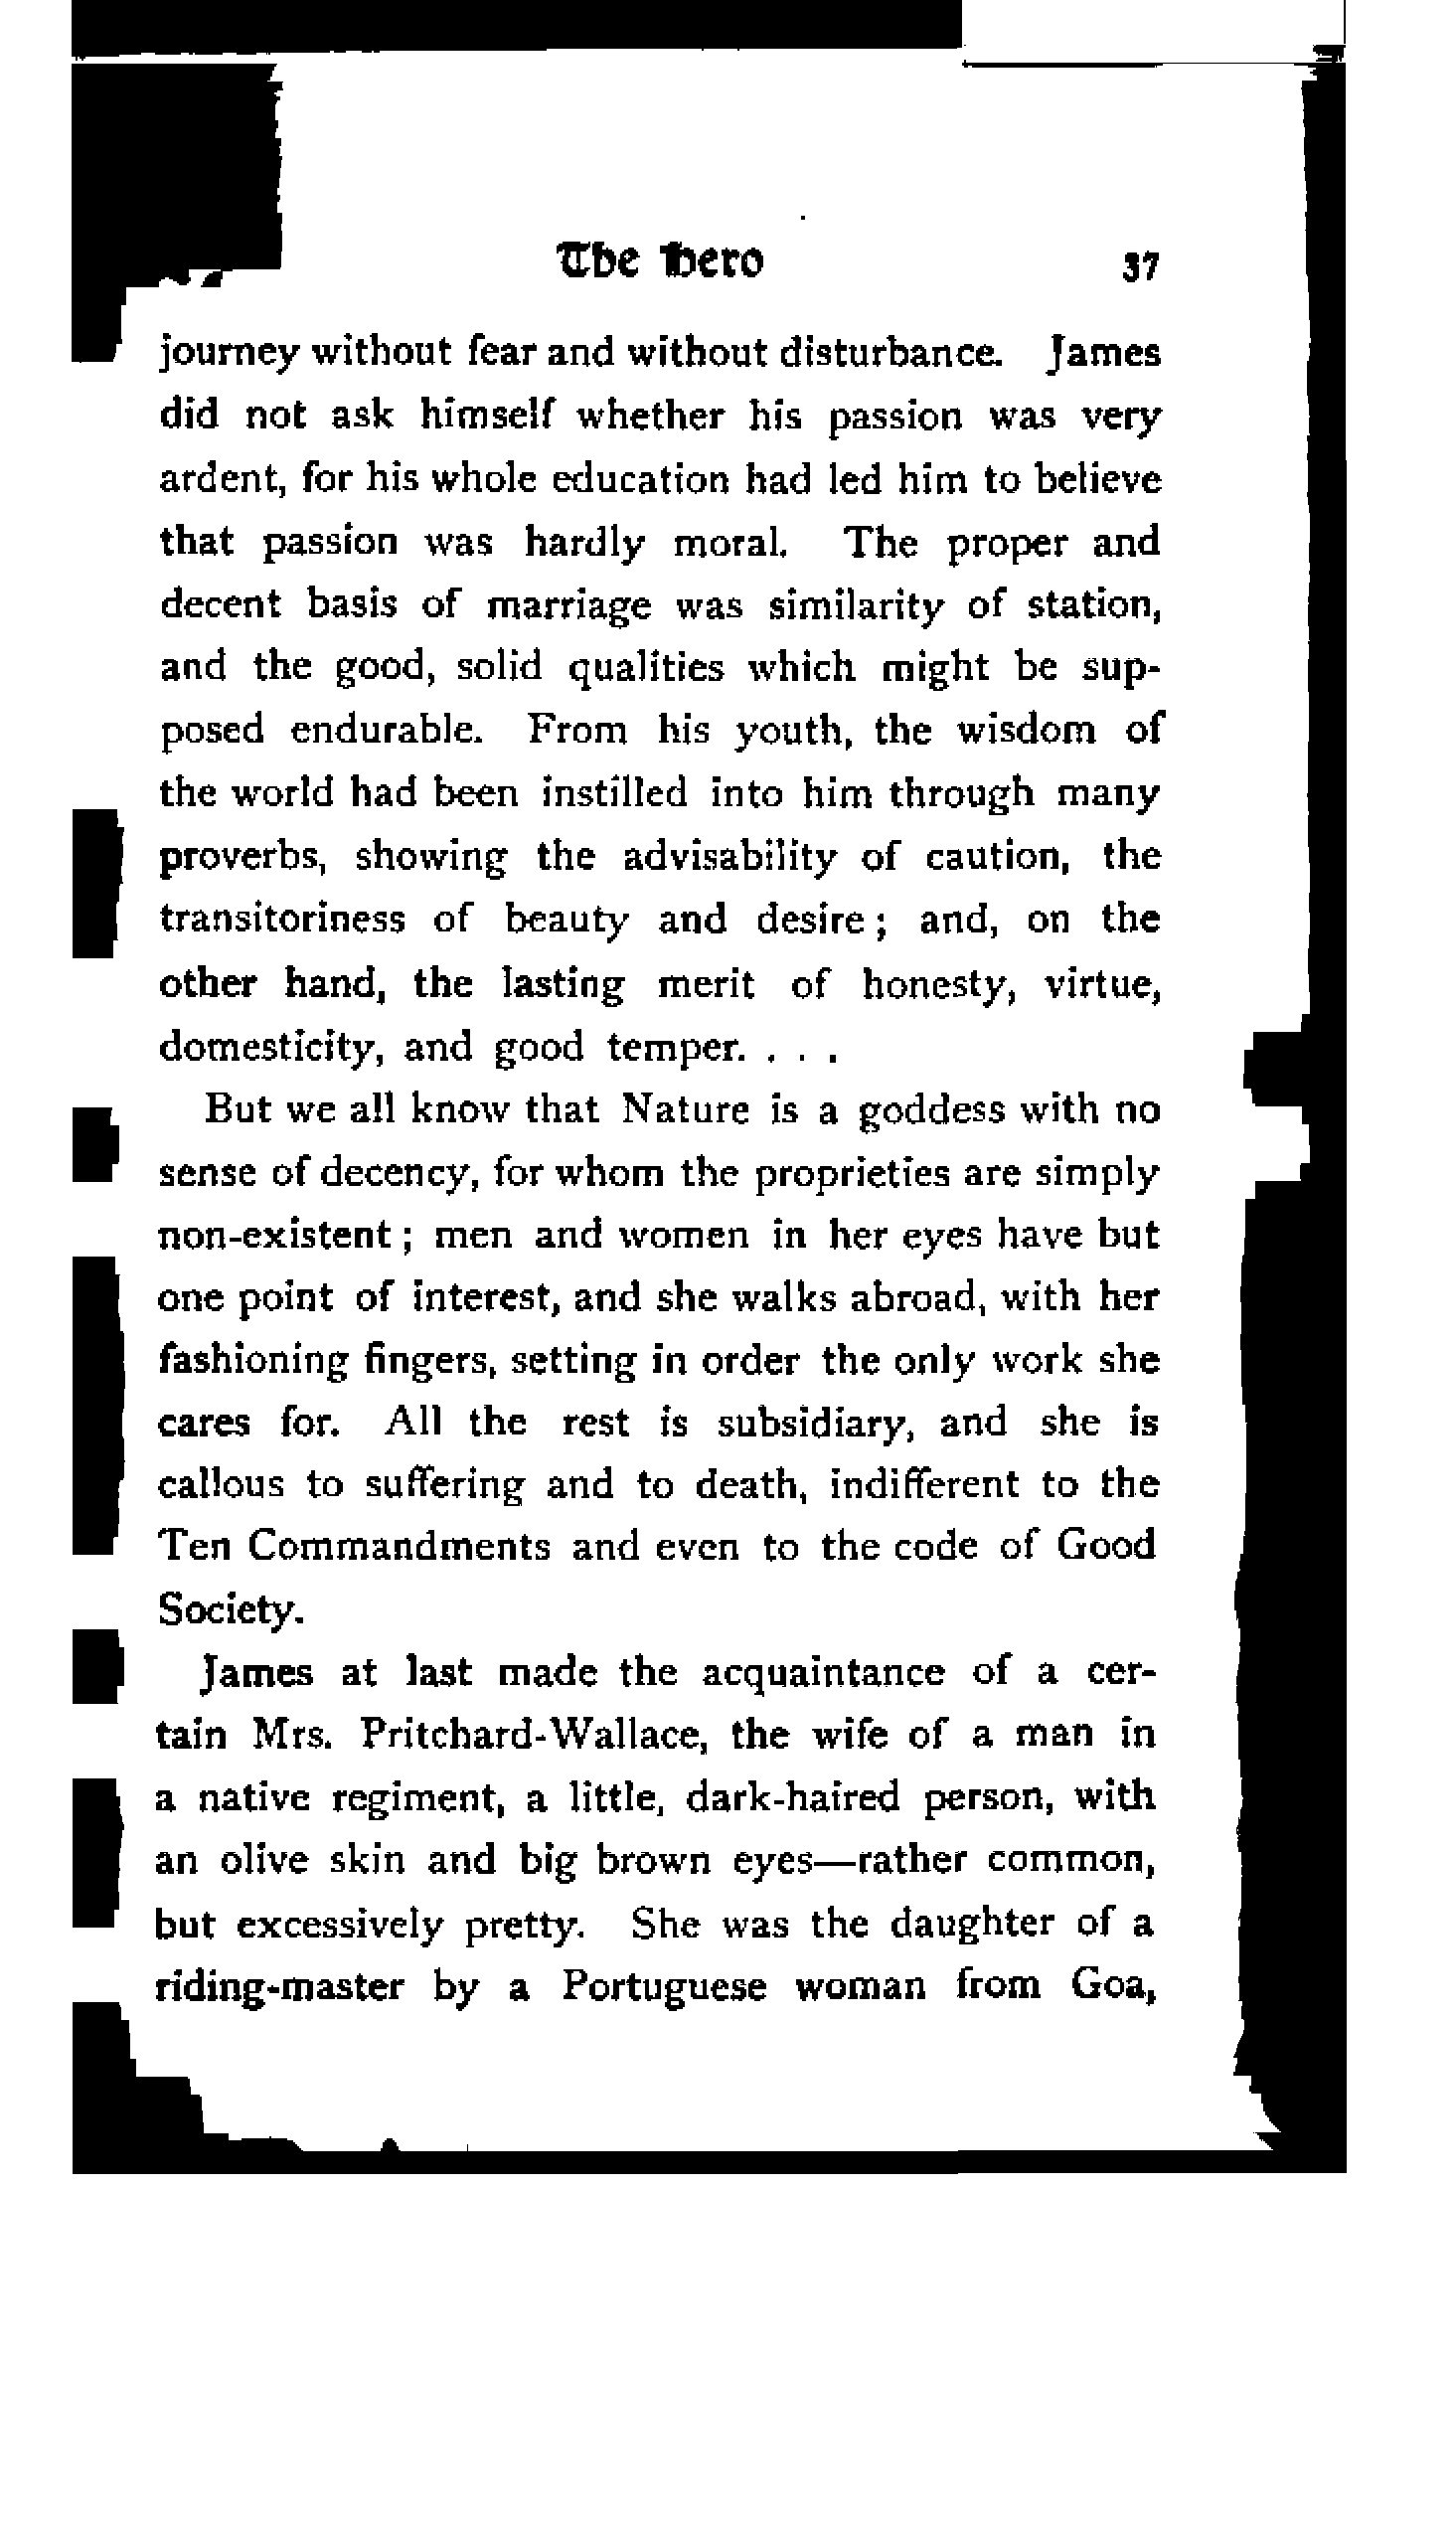 The Hero 37
journey without fear and without disturbance. James
did not ask himself whether his passion was very
ardent, for his whole education had led him to believe
that passion was hardly moral. The proper and
decent basis of marriage was similarity of station,
and the good, solid qualities which might be sup-
posed endurable. From his youth, the wisdom of
the world had been instilled into him through many
proverbs, showing the advisability of caution, the
transitoriness of beauty and desire; and, on the
other hand, the lasting merit of honesty, virtue,
domesticity, and good temper. . . .
But we all know that Nature is a goddess with no
sense of decency, for whom the proprieties are simply
non-existent; men and women in her eyes have but
one point of interest, and she walks abroad, with her
fashioning fingers, setting in order the only work she
cares for. All the rest is subsidiary, and she is
callous to suffering and to death, indifferent to the
Ten Commandments and even to the code of Good
Society.
James at last made the acquaintance of a cer-
tain Mrs. Pritchard-Wallace, the wife of a man in
a native regiment, a little, dark-haired person, with
an olive skin and big brown eyes—rather common,
but excessively pretty. She was the daughter of a
riding-master by a Portuguese woman from Goa,